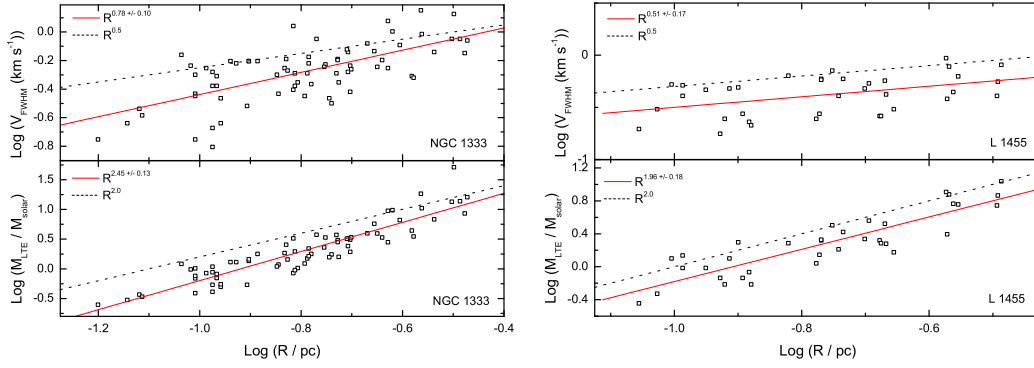 R^0.78 +/- 0.10
R^0.5
Log (V_FWHM (km s^-1))
0.0
-0.2
-0.4
-0.6
-0.8
NGC 1333
R^2.45 +/- 0.13
R^2.0
Log (M_LTE / M_solar)
1.5
1.0
0.5
0.0
-0.5
NGC 1333
-1.2 -1.0 -0.8 -0.6 -0.4
Log (R / pc)
R^0.51 +/- 0.17
R^0.5
Log (V_FWHM (km s^-1))
0
-1
L 1455
R^1.96 +/- 0.18
R^2.0
Log (M_LTE / M_solar)
1.2
0.8
0.4
0.0
-0.4
L 1455
-1.0 -0.8 -0.6
Log (R / pc)